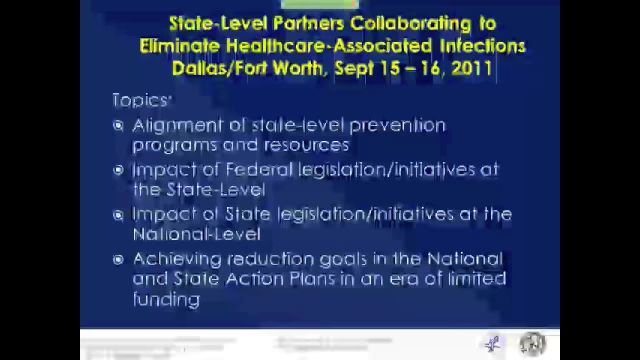 State-Level Partners Collaborating to
Eliminate Healthcare-Associated Infections
Dallas/Fort Worth, Sept 15 – 16, 2011
Topics:
Alignment of state-level prevention
programs and resources
Impact of Federal legislation/initiatives at
the State-Level
Impact of State legislation/initiatives at the
National-Level
Achieving reduction goals in the National
and State Action Plans in an era of limited
funding